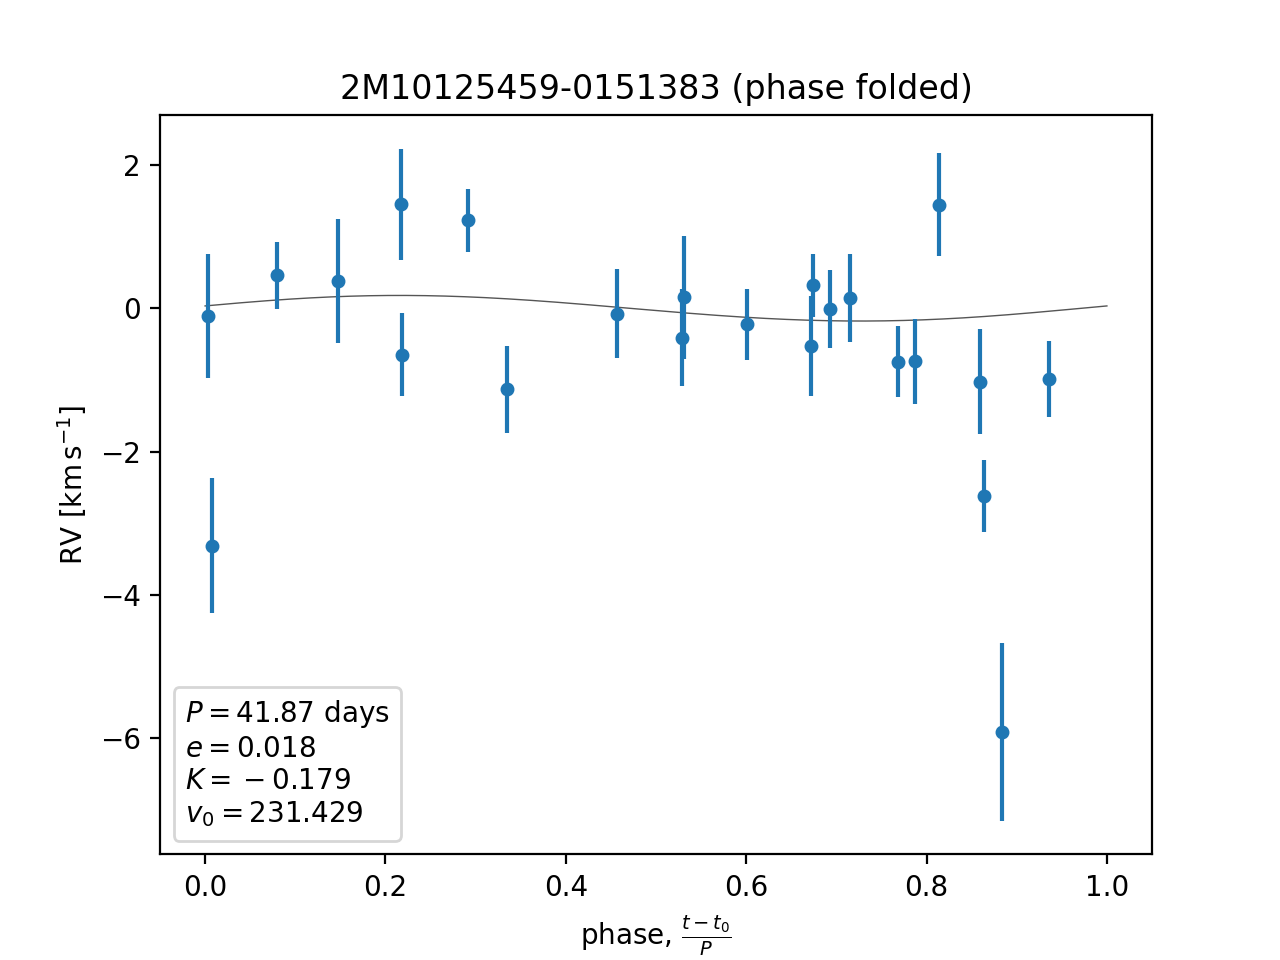 2M10125459-0151383 (phase folded)
RV [km s⁻¹]
2
0
−2
−4
−6
P = 41.87 days
e = 0.018
K = −0.179
v₀ = 231.429
0.0 0.2 0.4 0.6 0.8 1.0
phase, (t − t₀)/P